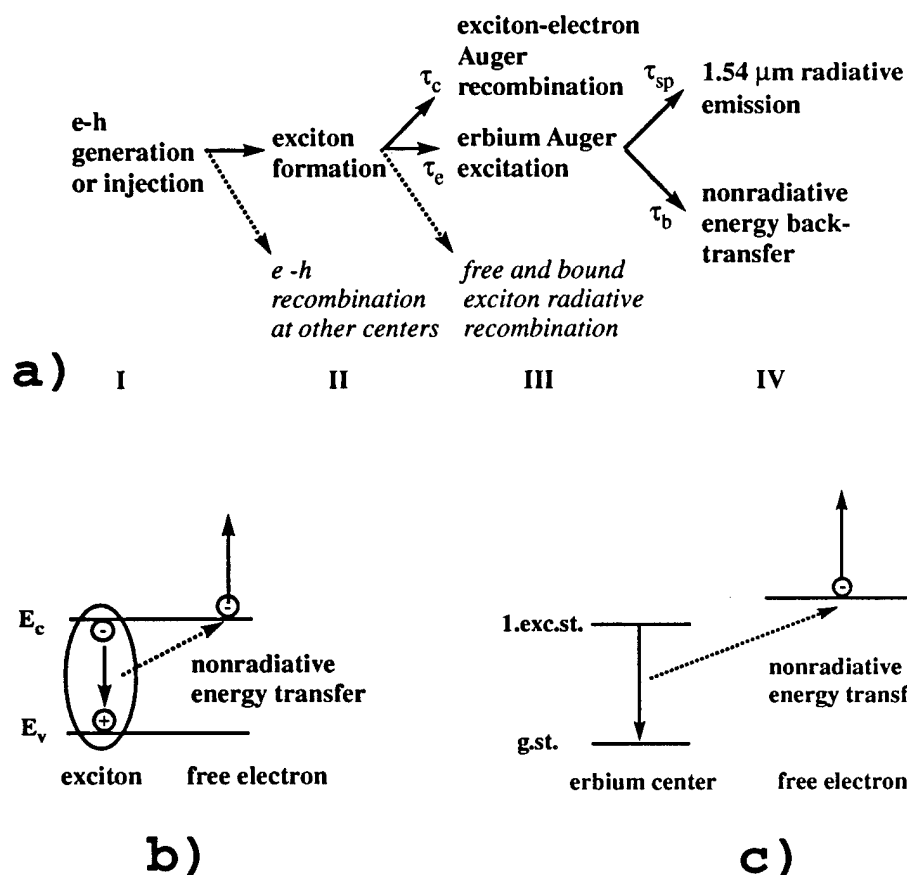 exciton-electron
Auger
recombination
τc
τsp
1.54 μm radiative
emission
e-h
generation
or injection
exciton
formation
τe
erbium Auger
excitation
τb
nonradiative
energy back-
transfer
e -h
recombination
at other centers
free and bound
exciton radiative
recombination
a)
I
II
III
IV
Ec
-
-
nonradiative
energy transfer
+
Ev
exciton
free electron
b)
-
1.exc.st.
nonradiative
energy transf
g.st.
erbium center
free electron
c)